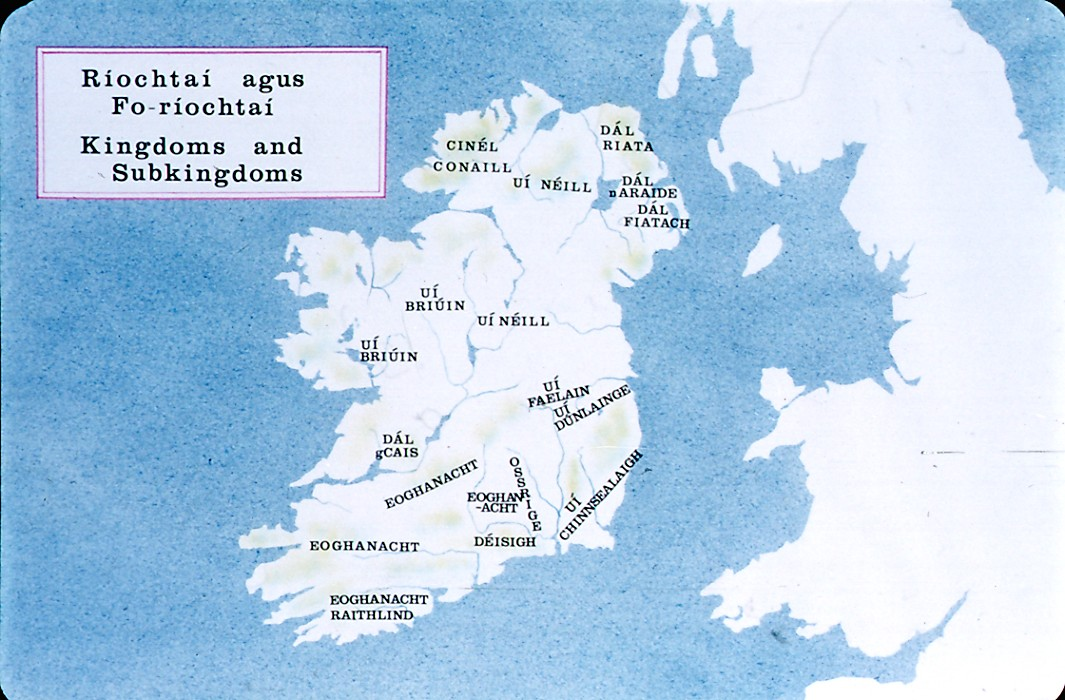 Ríochtaí agus
Fo-ríochtaí
Kingdoms and
Subkingdoms
CINÉL
CONAILL
DÁL
RIATA
UÍ NÉILL
DÁL
nARAIDE
DÁL
FIATACH
UÍ
BRIÚIN
UÍ NÉILL
UÍ
BRIÚIN
UÍ
FAELAIN
UÍ
DÚNLAINGE
DÁL
gCAIS
EOGHANACHT
OSSRIGE
EOGHAN
-ACHT
UÍ
CHINNSEALAIGH
DÉISIGH
EOGHANACHT
EOGHANACHT
RAITHLIND